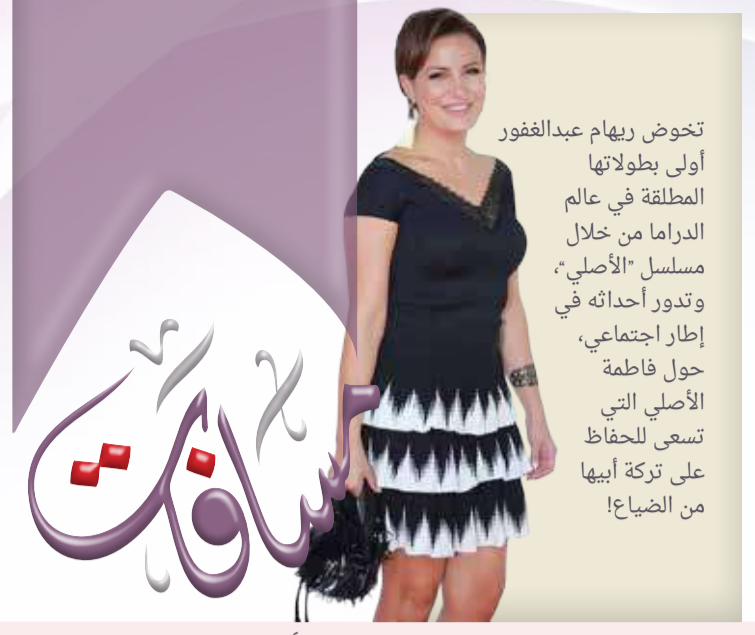 تخوض ريهام عبدالغفور
أولى بطولاتها
المطلقة في عالم
الدراما من خلال
مسلسل ”الأصلي“،
وتدور أحداثه في
إطار اجتماعي،
حول فاطمة
الأصلي التي
تسعى للحفاظ
على تركة أبيها
من الضياع!
مسافات